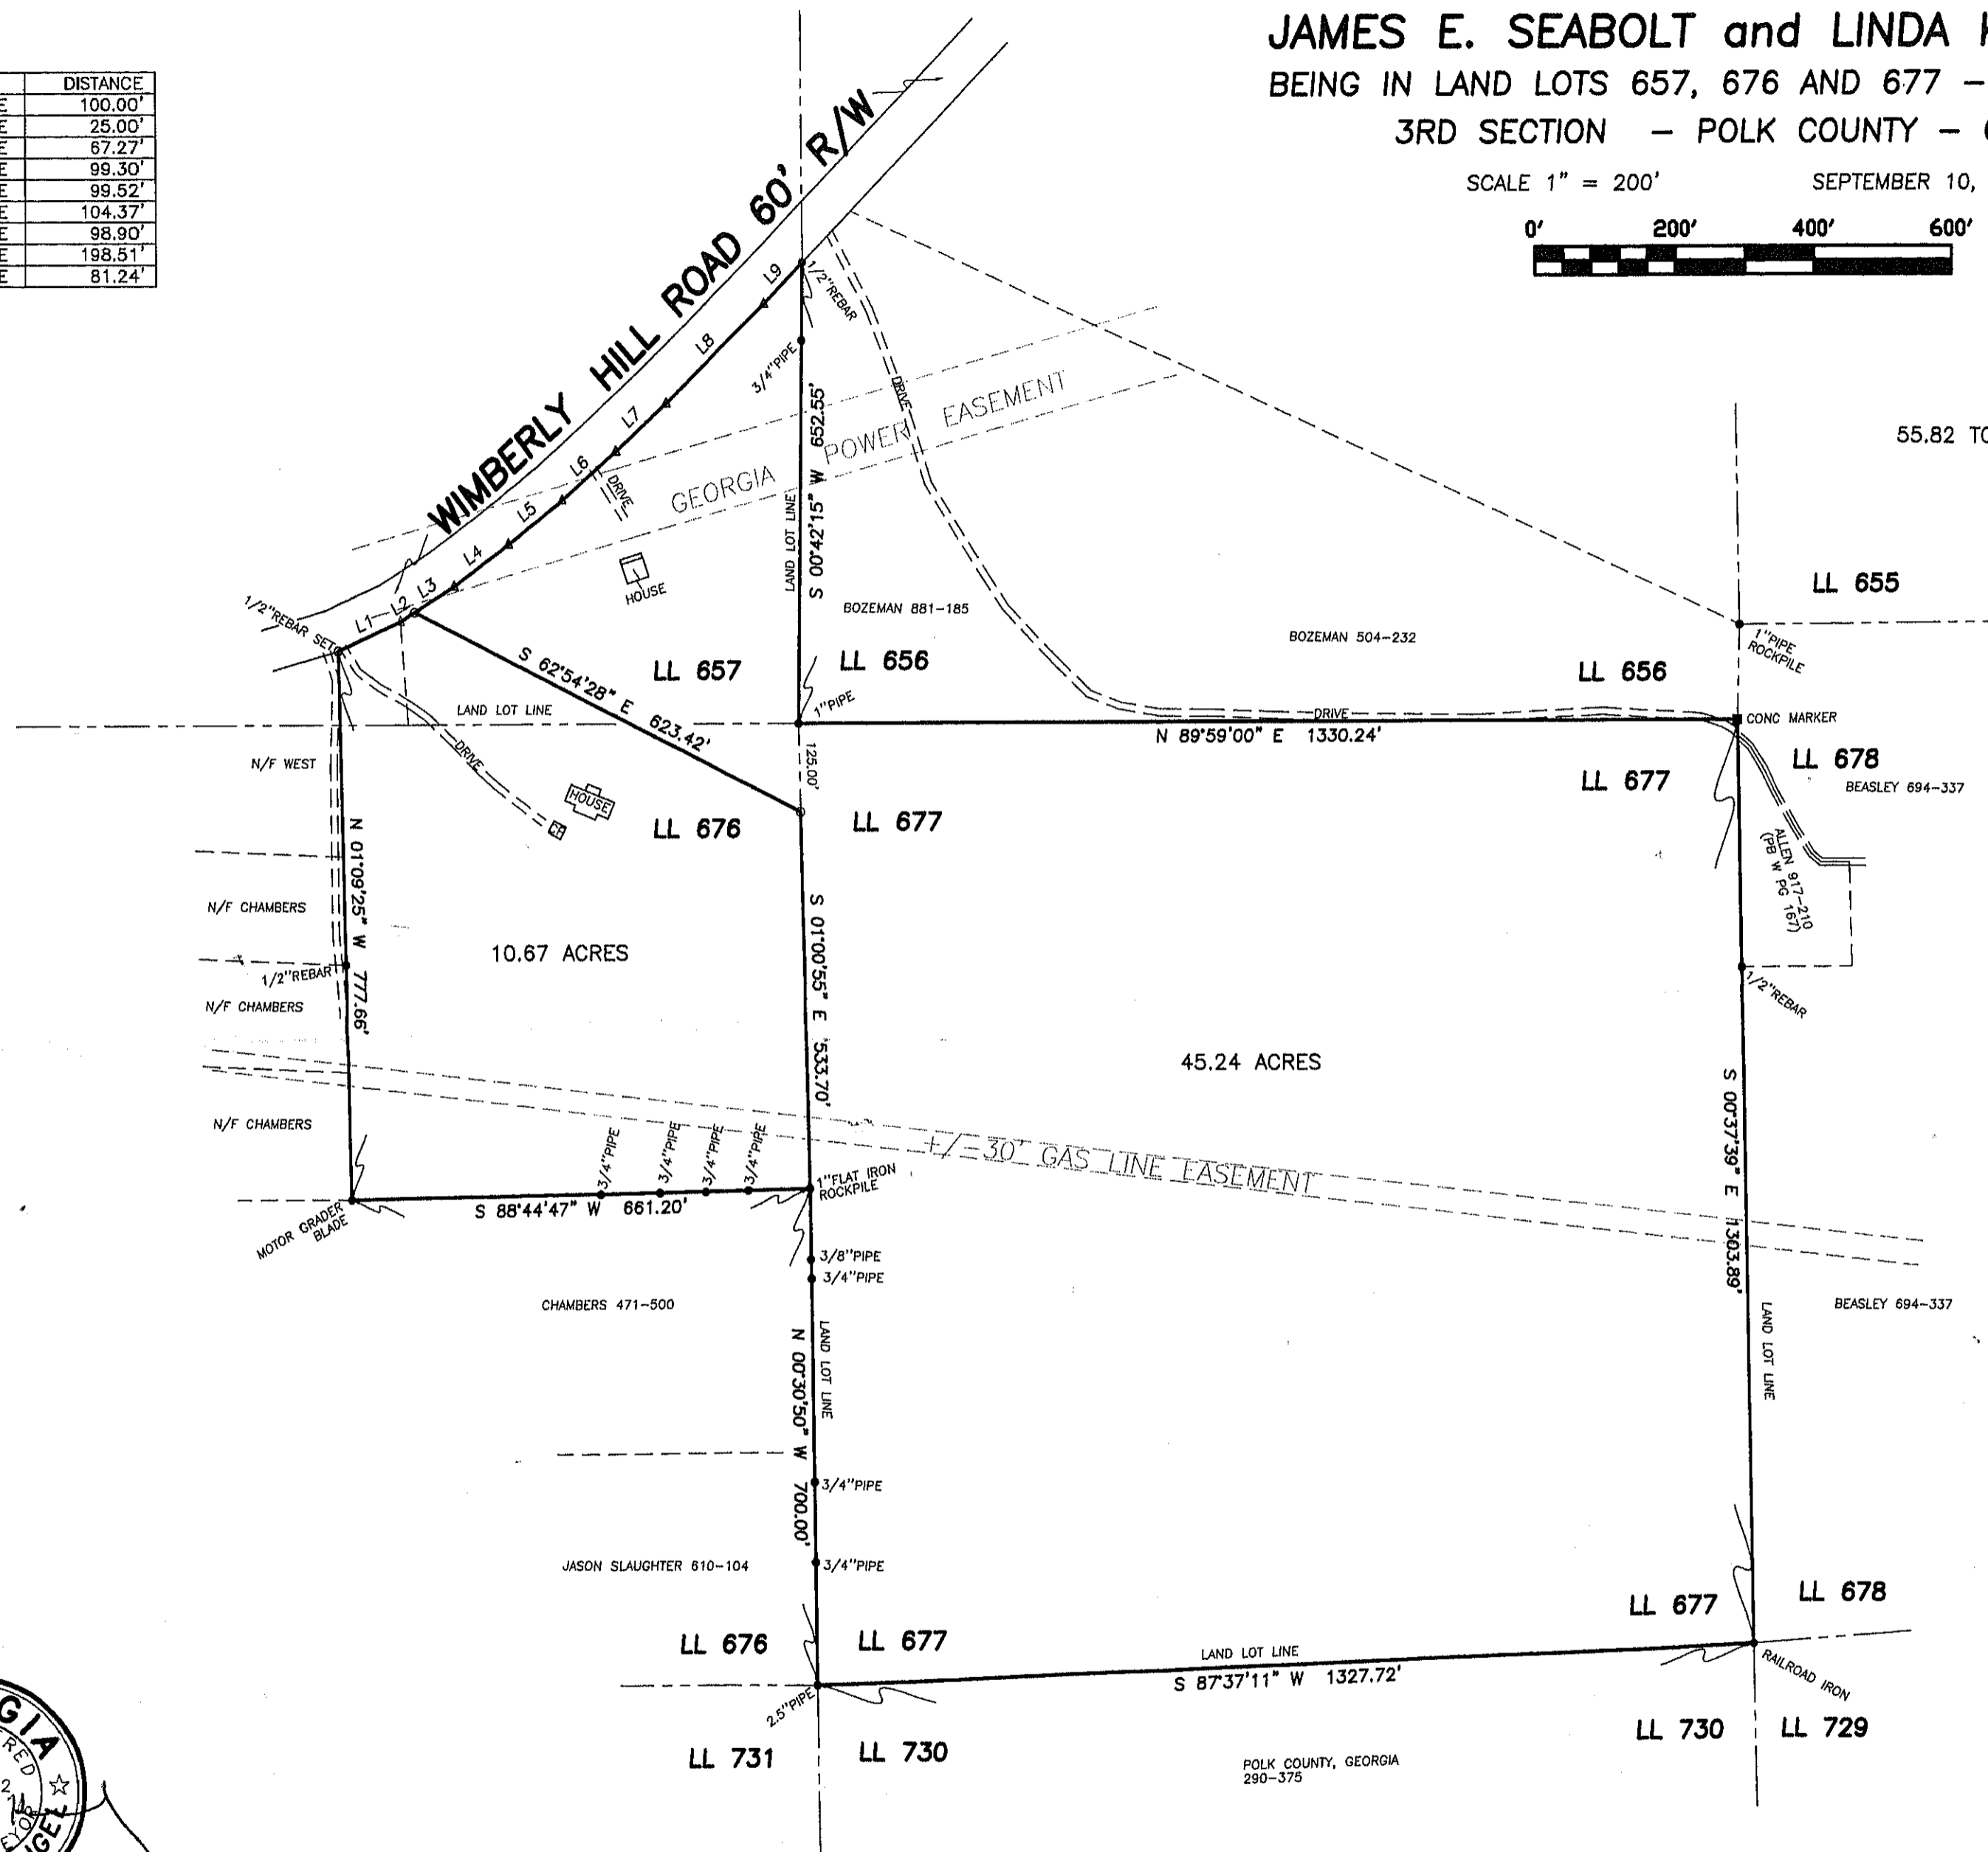 JAMES E. SEABOLT and LINDA
BEING IN LAND LOTS 657, 676 AND 677 –
3RD SECTION – POLK COUNTY –
SCALE 1" = 200'
SEPTEMBER 10,
0' 200' 400' 600'
DISTANCE
E 100.00'
E 25.00'
E 67.27'
E 99.30'
E 99.52'
E 104.37'
E 98.90'
E 198.51'
E 81.24'
WIMBERLY HILL ROAD 60' R/W
L9
L8
L7
L6
L5
L4
L3
L2
L1
1/2"REBAR
3/4"PIPE
DRIVE
GEORGIA POWER EASEMENT
S 00°42'15" W 652.55'
LAND LOT LINE
DRIVE
HOUSE
55.82
LL 655
1"PIPE
ROCKPILE
BOZEMAN 881-185
BOZEMAN 504-232
1/2"REBAR SET
S 62°54'28" E 623.42'
LL 657
LL 656
LL 656
LAND LOT LINE
1"PIPE
DRIVE
N 89°59'00" E 1330.24'
CONC MARKER
LL 678
BEASLEY 694-337
LL 677
N/F WEST
DRIVE
HOUSE
125.00'
LL 676
LL 677
ALLEN 917-210
(PB W PG 167)
N 01°09'25" W 777.66'
N/F CHAMBERS
10.67 ACRES
S 01°00'55" E 533.70'
1/2"REBAR
1/2"REBAR
N/F CHAMBERS
45.24 ACRES
N/F CHAMBERS
+/-30' GAS LINE EASEMENT
S 00°37'39" E 1303.89'
3/4"PIPE
3/4"PIPE
3/4"PIPE
3/4"PIPE
1"FLAT IRON
ROCKPILE
S 88°44'47" W 661.20'
MOTOR GRADER
BLADE
3/8"PIPE
3/4"PIPE
CHAMBERS 471-500
BEASLEY 694-337
LAND LOT LINE
N 00°30'50" W 700.00'
LAND LOT LINE
3/4"PIPE
3/4"PIPE
JASON SLAUGHTER 610-104
LL 677
LL 678
LL 676
LL 677
LAND LOT LINE
S 87°37'11" W 1327.72'
RAILROAD IRON
2.5"PIPE
LL 731
LL 730
LL 730
LL 729
POLK COUNTY, GEORGIA
290-375